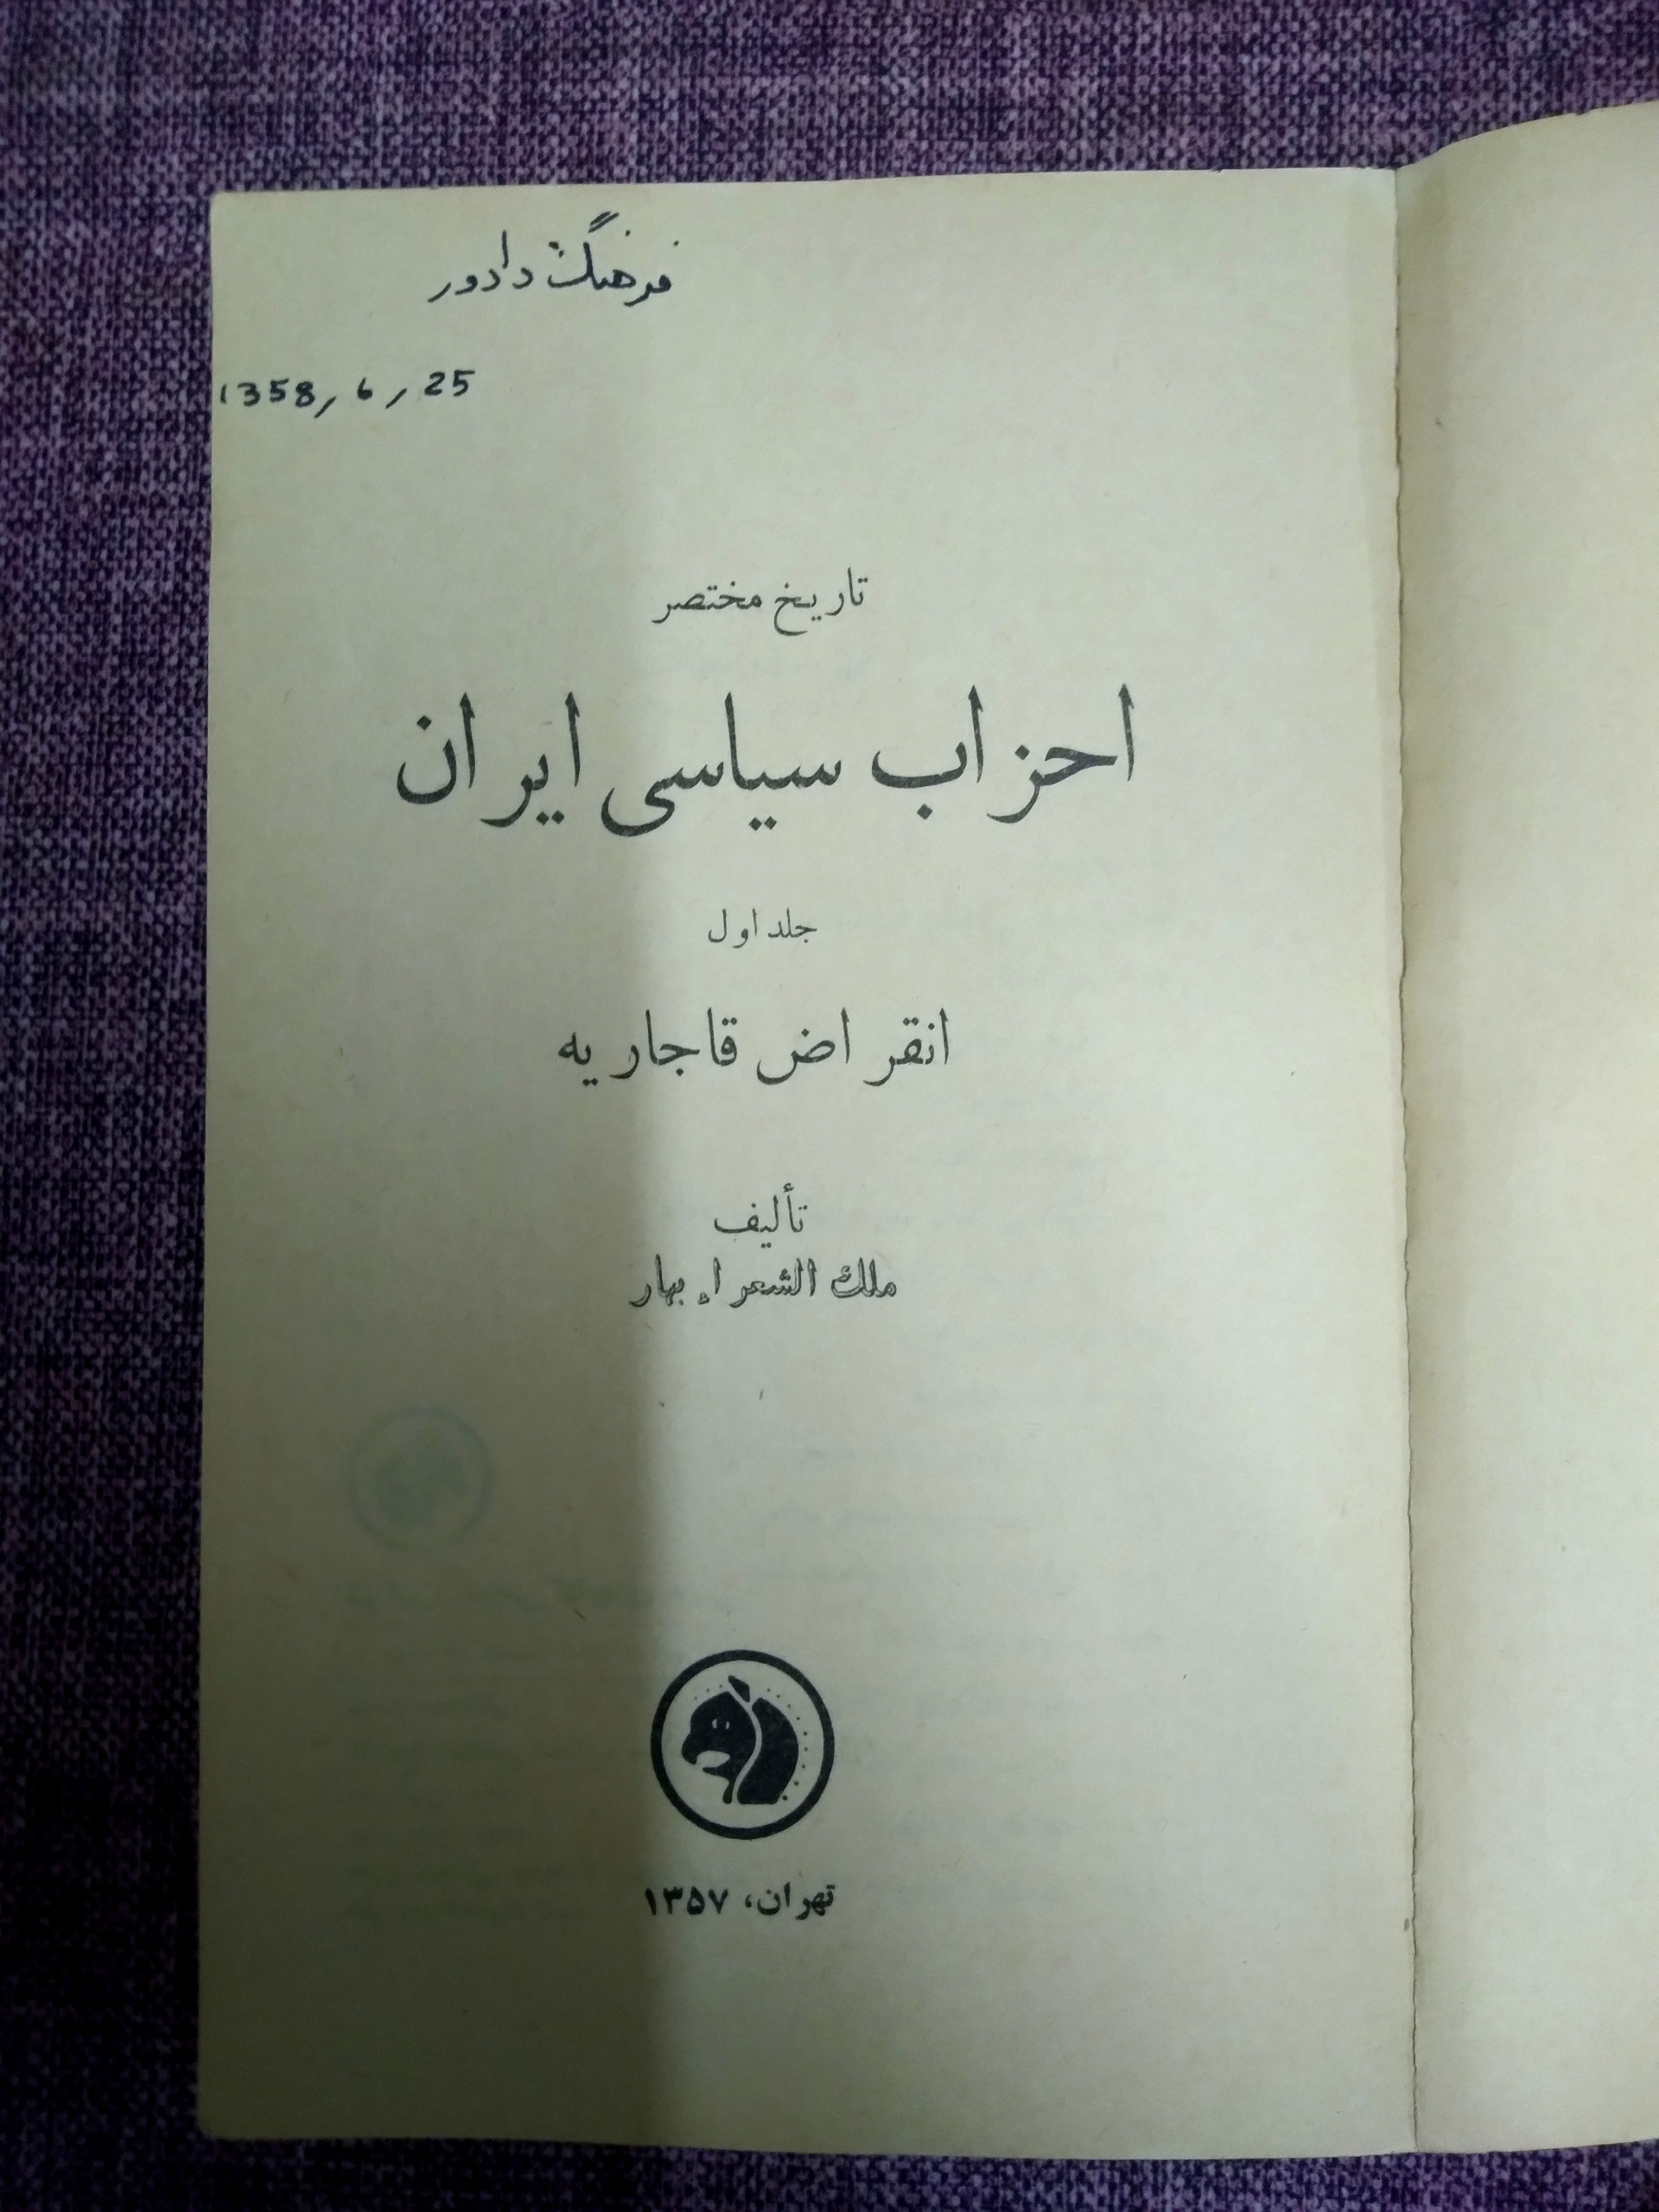 فرهنگ دادور
1358/6/25
تاریخ مختصر
احزاب سیاسی ایران
جلد اول
انقراض قاجاریه
تألیف
ملك الشعراء بهار
تهران، ۱۳۵۷